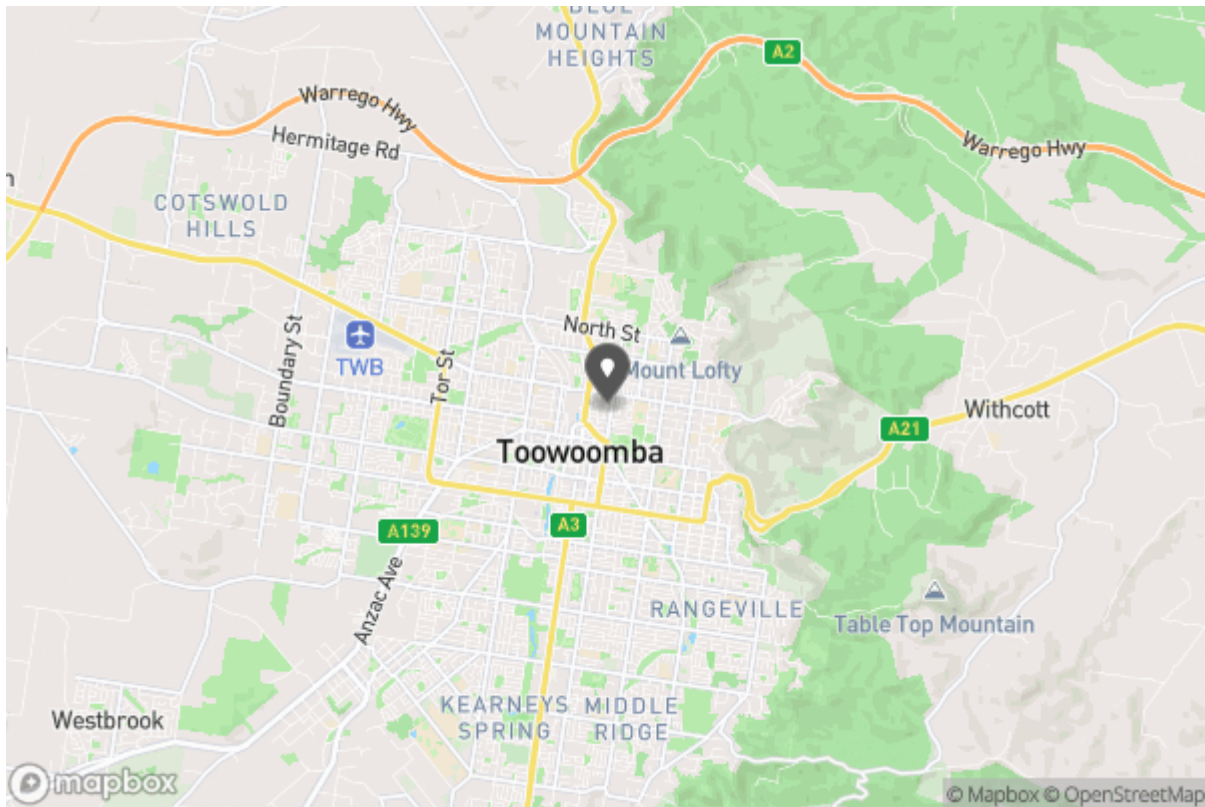 BLUE
MOUNTAIN
HEIGHTS
A2
Warrego Hwy
Hermitage Rd
Warrego Hwy
n
COTSWOLD
HILLS
Boundary St
TWB
Tor St
North St
Mount Lofty
Withcott
A21
Toowoomba
A3
A139
Anzac Ave
RANGEVILLE
Table Top Mountain
KEARNEYS
SPRING
MIDDLE
RIDGE
Westbrook
mapbox
© Mapbox © OpenStreetMap